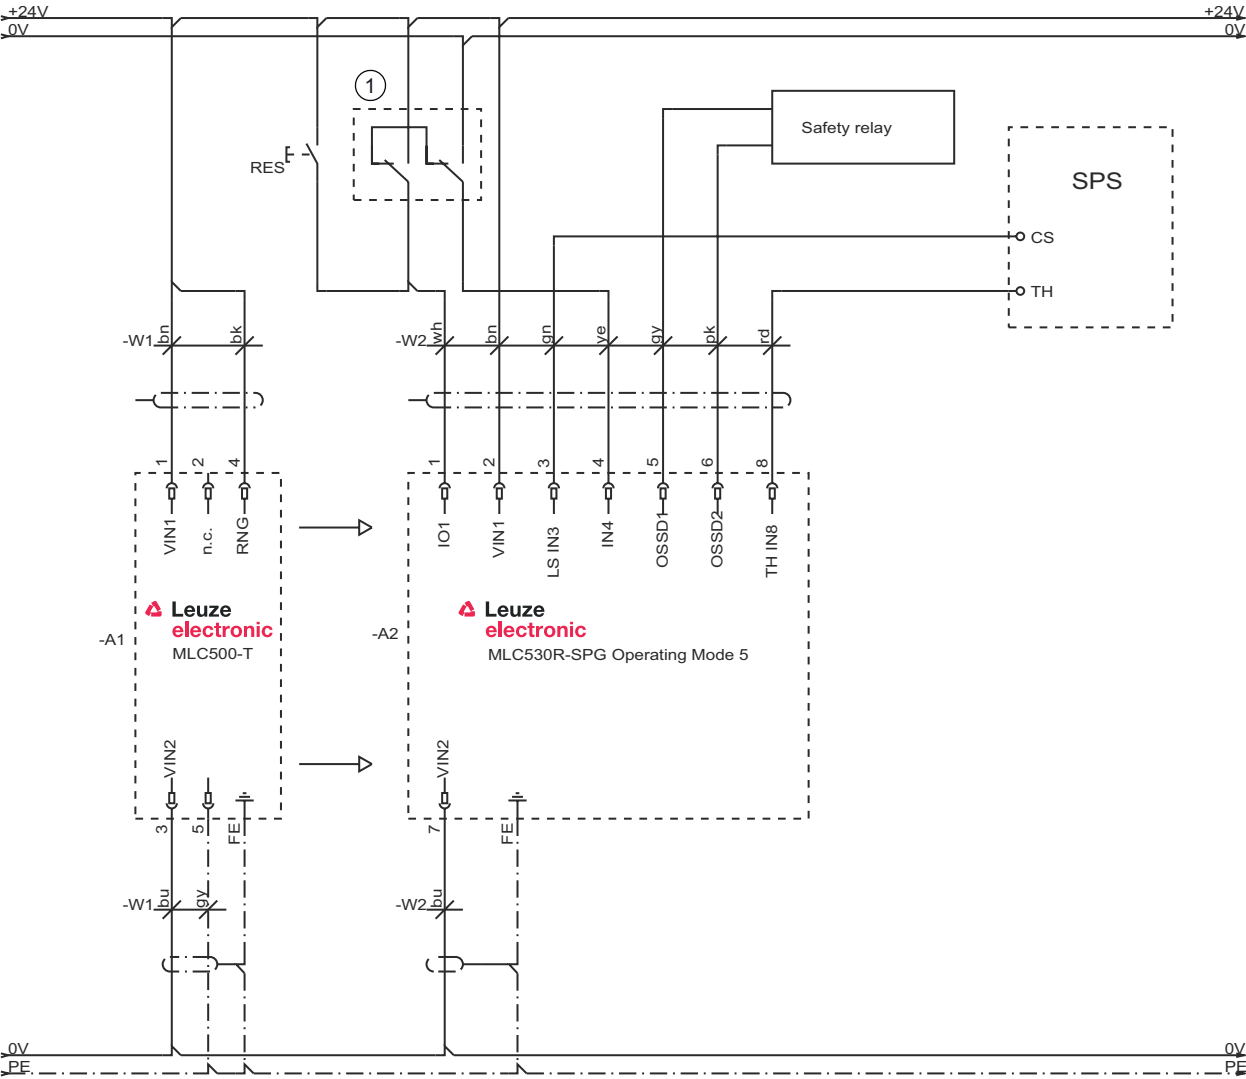 +24V
+24V
0V
0V
1
RES
Safety relay
SPS
CS
TH
-W1
bn
bk
-W2
wh
bn
gn
ye
gy
pk
rd
1
2
4
1
2
3
4
5
6
8
VIN1
n.c.
RNG
IO1
VIN1
LS IN3
IN4
OSSD1
OSSD2
TH IN8
Leuze
electronic
MLC500-T
-A1
Leuze
electronic
MLC530R-SPG Operating Mode 5
-A2
VIN2
VIN2
3
5
FE
7
FE
-W1
bu
gy
-W2
bu
0V
0V
PE
PE